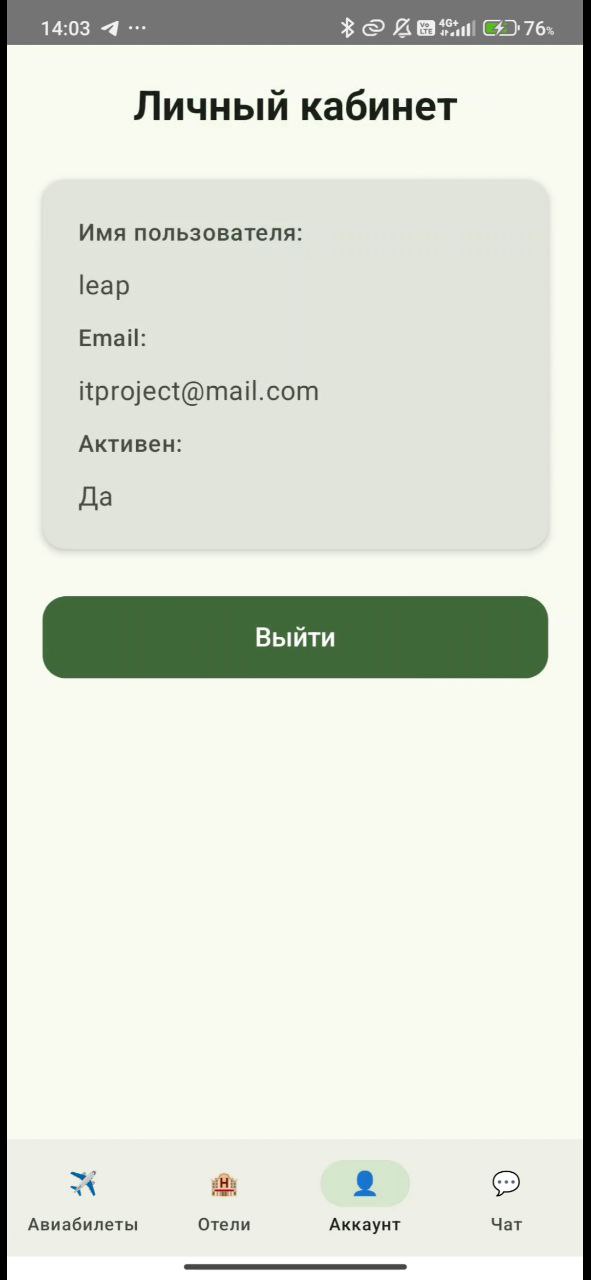 14:03 ... Vo LTE 4G+ 76%
Личный кабинет
Имя пользователя:
leap
Email:
itproject@mail.com
Активен:
Да
Выйти
H
Авиабилеты Отели Аккаунт Чат